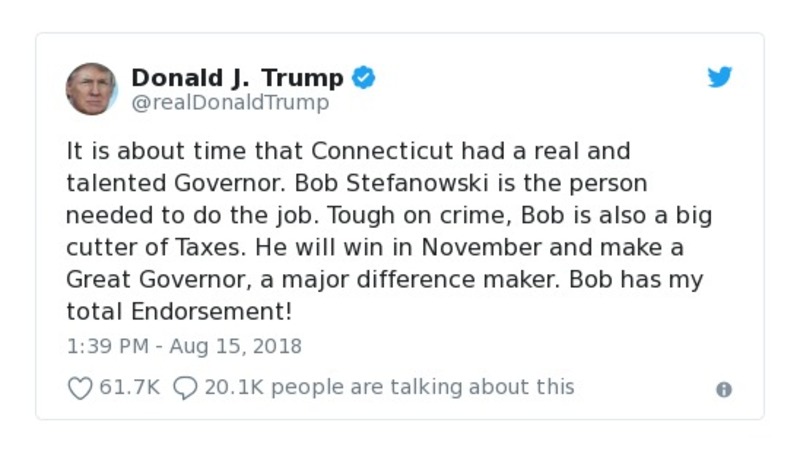 Donald J. Trump
@realDonaldTrump
It is about time that Connecticut had a real and
talented Governor. Bob Stefanowski is the person
needed to do the job. Tough on crime, Bob is also a big
cutter of Taxes. He will win in November and make a
Great Governor, a major difference maker. Bob has my
total Endorsement!
1:39 PM - Aug 15, 2018
61.7K 20.1K people are talking about this